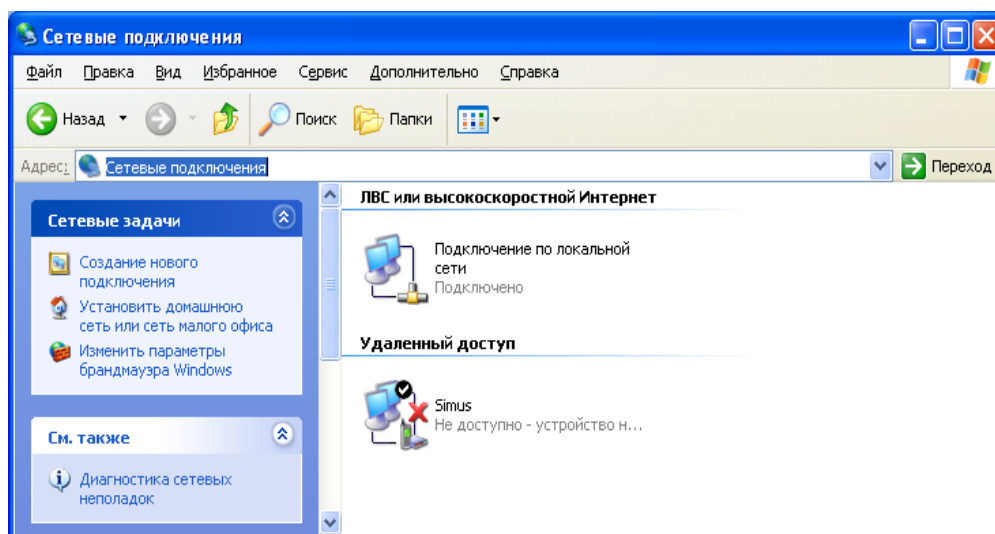 Сетевые подключения
Файл Правка Вид Избранное Сервис Дополнительно Справка
Назад Поиск Папки
Адрес: Сетевые подключения Переход
Сетевые задачи
Создание нового
подключения
Установить домашнюю
сеть или сеть малого офиса
Изменить параметры
брандмауэра Windows
См. также
Диагностика сетевых
неполадок
ЛВС или высокоскоростной Интернет
Подключение по локальной
сети
Подключено
Удаленный доступ
Simus
Не доступно - устройство н...